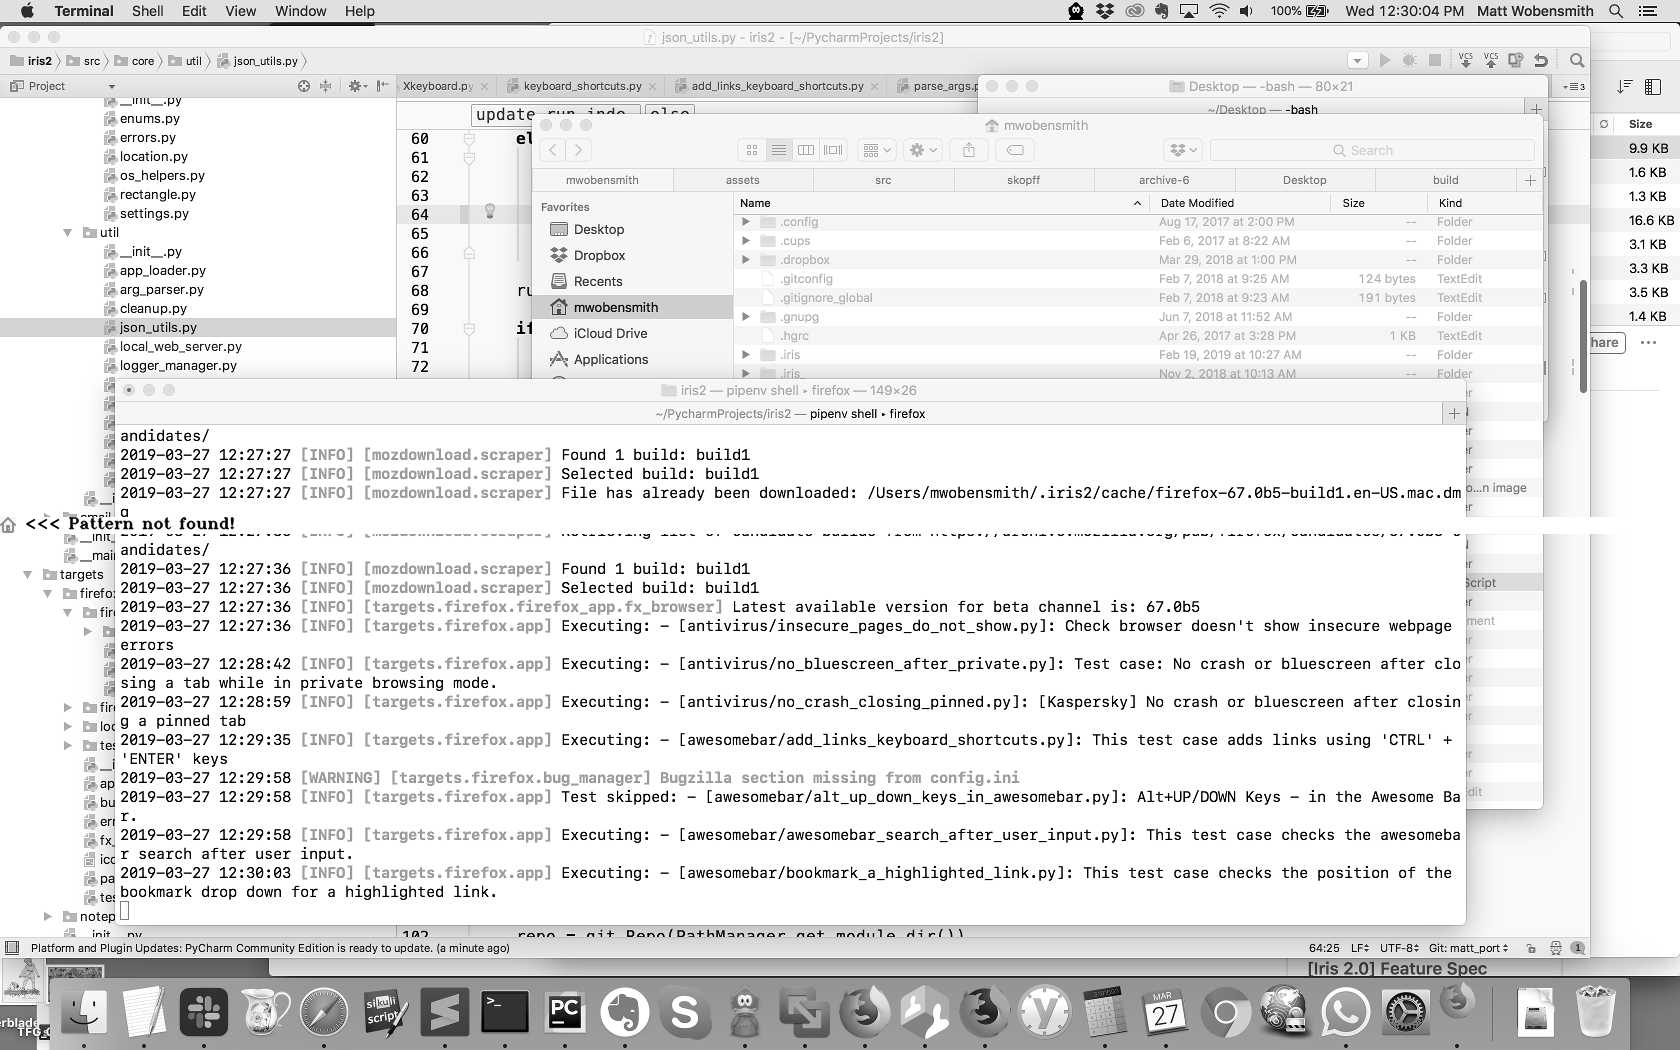 Terminal Shell Edit View Window Help 100% Wed 12:30:04 PM Matt Wobensmith
json_utils.py - iris2 - [~/PycharmProjects/iris2]
iris2 src core util json_utils.py
Project
Xkeyboard.py keyboard_shortcuts.py add_links_keyboard_shortcuts.py parse_args.p
__init__.py
enums.py
errors.py
location.py
os_helpers.py
rectangle.py
settings.py
util
__init__.py
app_loader.py
arg_parser.py
cleanup.py
json_utils.py
local_web_server.py
logger_manager.py
update_run_inde else
60 el
61
62
63
64
65
66
67
68 ru
69
70 if
71
72
Desktop — -bash — 80×21
~/Desktop — -bash
Size
9.9 KB
1.6 KB
1.3 KB
16.6 KB
3.1 KB
3.3 KB
3.5 KB
1.4 KB
hare
mwobensmith
Search
mwobensmith assets src skopff archive-6 Desktop build
Favorites
Desktop
Dropbox
Recents
mwobensmith
iCloud Drive
Applications
Name Date Modified Size Kind
.config Aug 17, 2017 at 2:00 PM -- Folder
.cups Feb 6, 2017 at 8:22 AM -- Folder
.dropbox Mar 29, 2018 at 1:00 PM -- Folder
.gitconfig Feb 7, 2018 at 9:25 AM 124 bytes TextEdit
.gitignore_global Feb 7, 2018 at 9:23 AM 191 bytes TextEdit
.gnupg Jun 7, 2018 at 11:52 AM -- Folder
.hgrc Apr 26, 2017 at 3:28 PM 1 KB TextEdit
.iris Feb 19, 2019 at 10:27 AM -- Folder
.iris_ Nov 2, 2018 at 10:13 AM -- Folder
o...n image
Script
ment
dit
iris2 — pipenv shell ▸ firefox — 149×26
~/PycharmProjects/iris2 — pipenv shell ▸ firefox
andidates/
2019-03-27 12:27:27 [INFO] [mozdownload.scraper] Found 1 build: build1
2019-03-27 12:27:27 [INFO] [mozdownload.scraper] Selected build: build1
2019-03-27 12:27:27 [INFO] [mozdownload.scraper] File has already been downloaded: /Users/mwobensmith/.iris2/cache/firefox-67.0b5-build1.en-US.mac.dm
g
<<< Pattern not found!
andidates/
2019-03-27 12:27:36 [INFO] [mozdownload.scraper] Found 1 build: build1
2019-03-27 12:27:36 [INFO] [mozdownload.scraper] Selected build: build1
2019-03-27 12:27:36 [INFO] [targets.firefox.firefox_app.fx_browser] Latest available version for beta channel is: 67.0b5
2019-03-27 12:27:36 [INFO] [targets.firefox.app] Executing: - [antivirus/insecure_pages_do_not_show.py]: Check browser doesn't show insecure webpage
errors
2019-03-27 12:28:42 [INFO] [targets.firefox.app] Executing: - [antivirus/no_bluescreen_after_private.py]: Test case: No crash or bluescreen after clo
sing a tab while in private browsing mode.
2019-03-27 12:28:59 [INFO] [targets.firefox.app] Executing: - [antivirus/no_crash_closing_pinned.py]: [Kaspersky] No crash or bluescreen after closin
g a pinned tab
2019-03-27 12:29:35 [INFO] [targets.firefox.app] Executing: - [awesomebar/add_links_keyboard_shortcuts.py]: This test case adds links using 'CTRL' +
'ENTER' keys
2019-03-27 12:29:58 [WARNING] [targets.firefox.bug_manager] Bugzilla section missing from config.ini
2019-03-27 12:29:58 [INFO] [targets.firefox.app] Test skipped: - [awesomebar/alt_up_down_keys_in_awesomebar.py]: Alt+UP/DOWN Keys - in the Awesome Ba
r.
2019-03-27 12:29:58 [INFO] [targets.firefox.app] Executing: - [awesomebar/awesomebar_search_after_user_input.py]: This test case checks the awesomeba
r search after user input.
2019-03-27 12:30:03 [INFO] [targets.firefox.app] Executing: - [awesomebar/bookmark_a_highlighted_link.py]: This test case checks the position of the
bookmark drop down for a highlighted link.
__init_
__mai
targets
firefox
fir
fir
loc
tes
__i
ap
bu
err
fx_
ico
pa
tes
notep
__init__.py
102 repo = git.Repo(PathManager.get_module_dir())
Platform and Plugin Updates: PyCharm Community Edition is ready to update. (a minute ago) 64:25 LF UTF-8 Git: matt_port 1
[Iris 2.0] Feature Spec
erblade
TFG
sikuli
script
PC
MAR
27